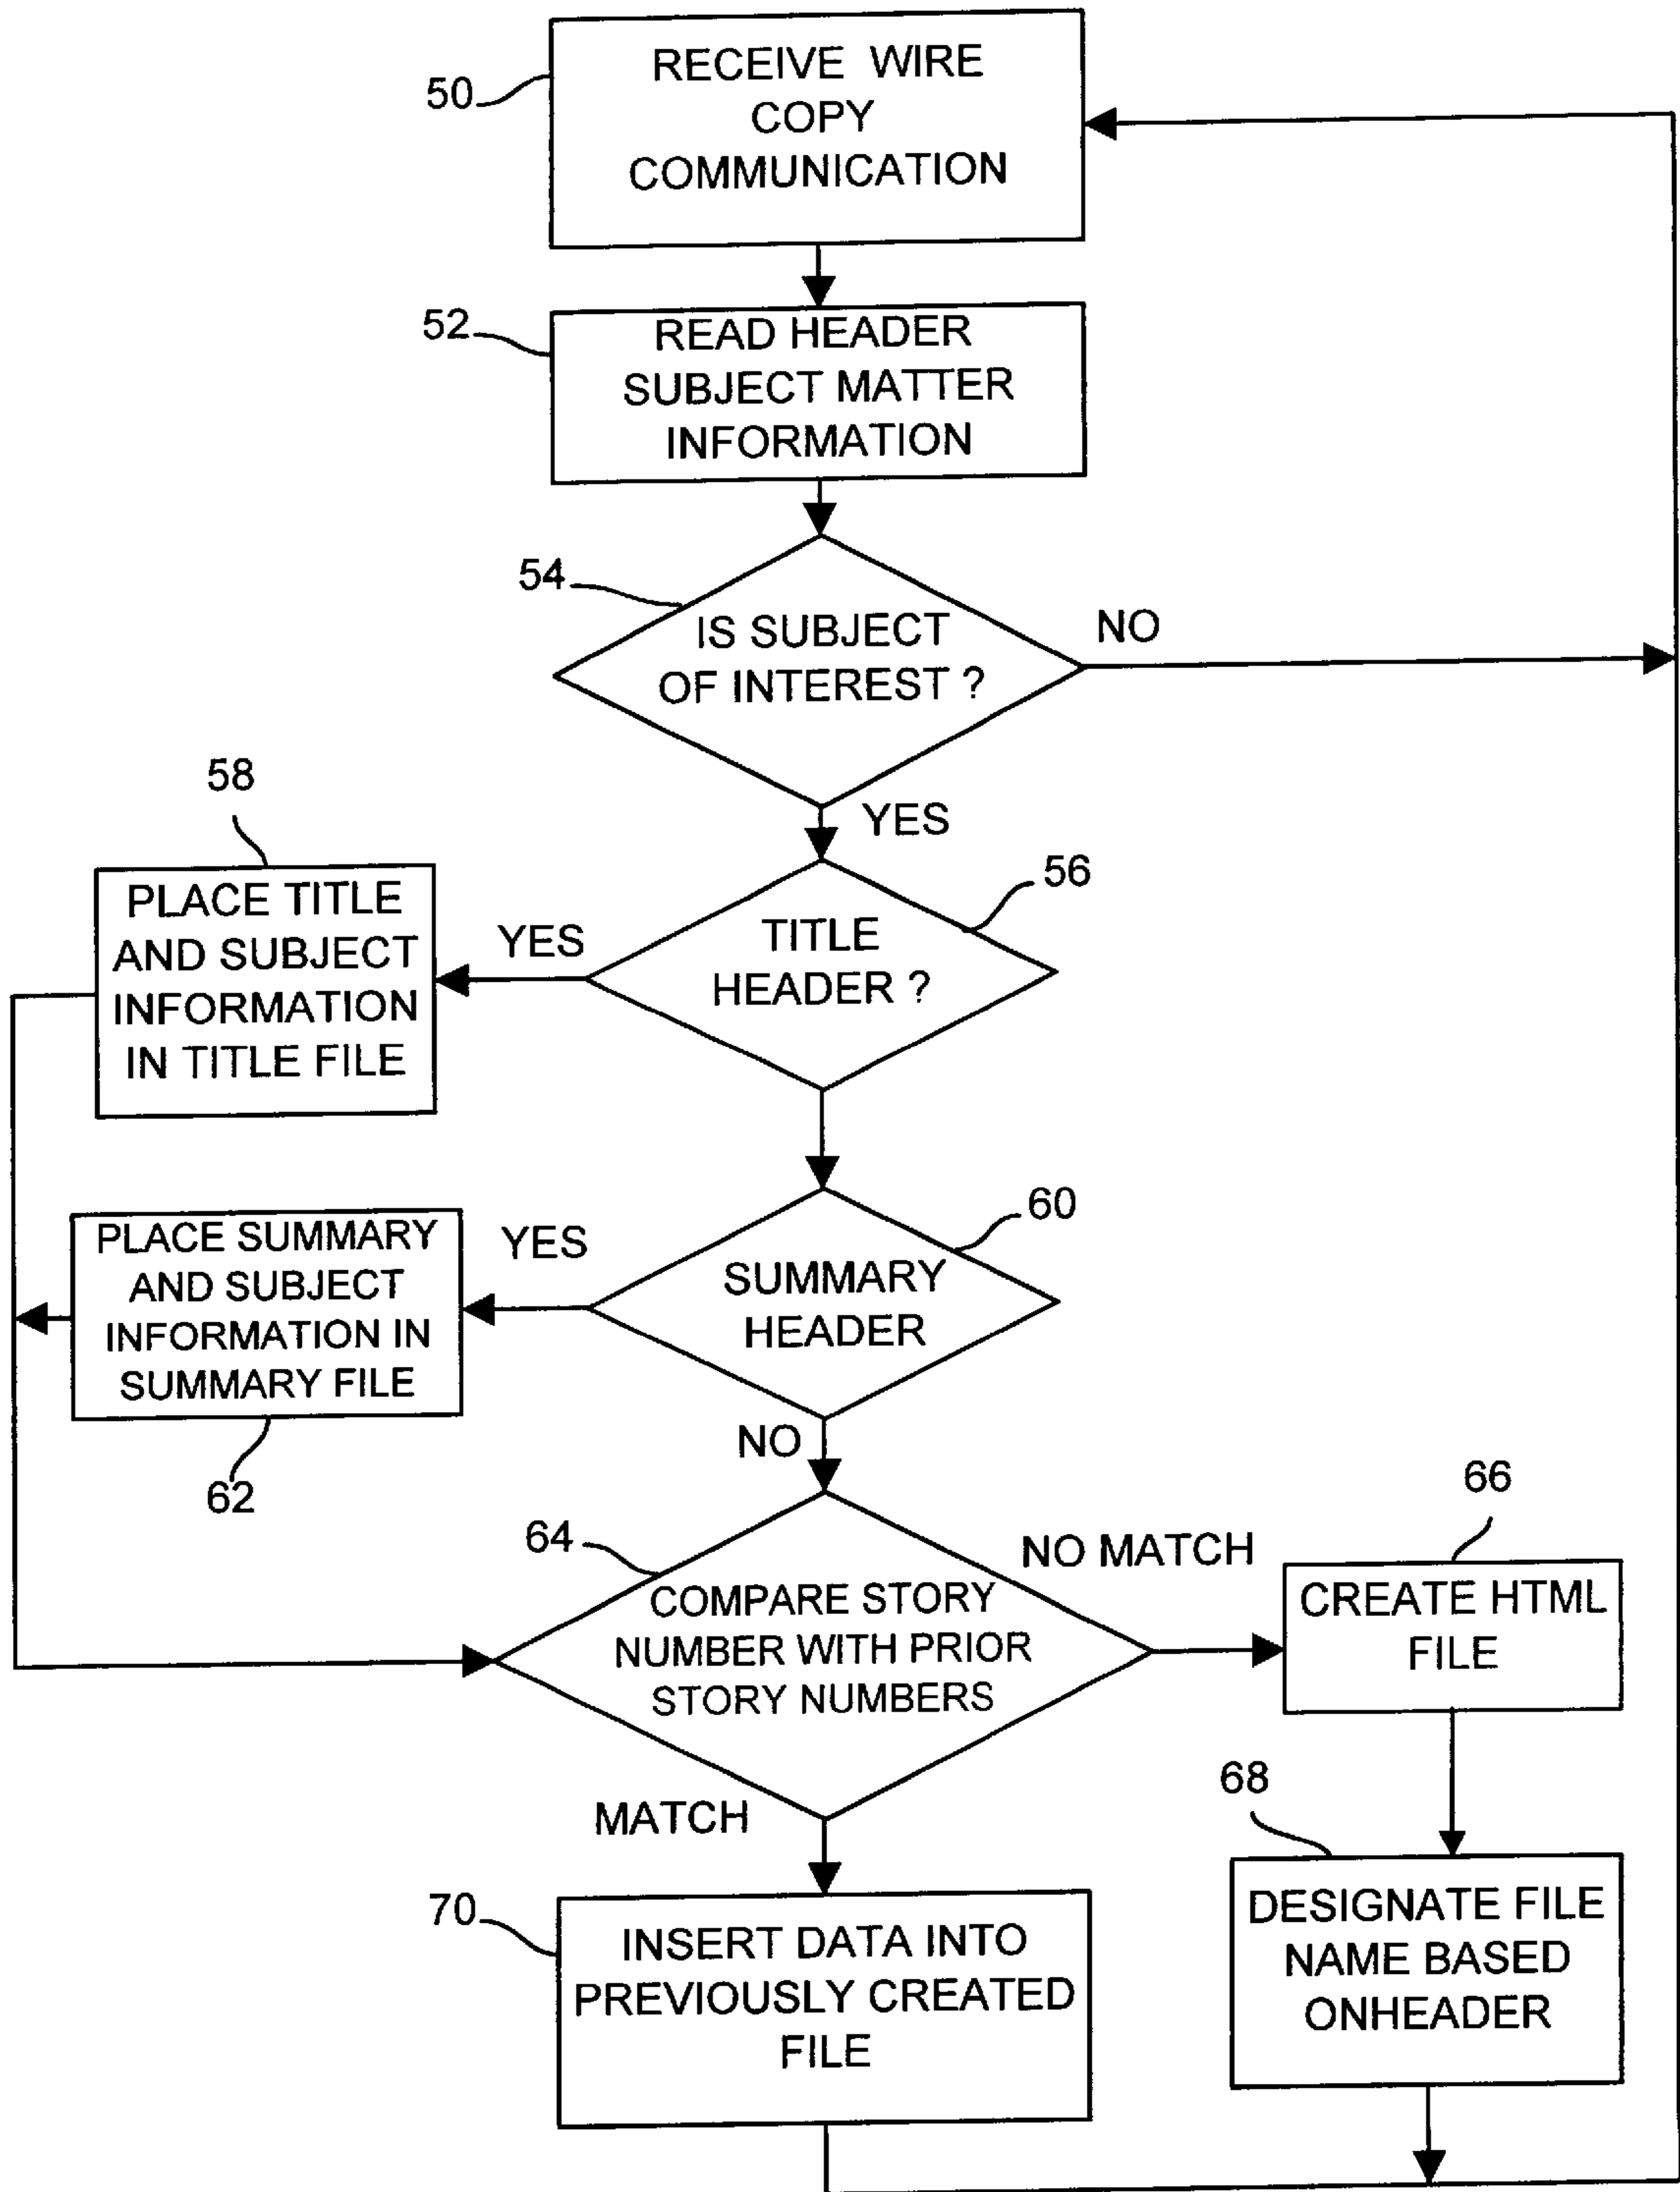 50
RECEIVE WIRE
COPY
COMMUNICATION
52
READ HEADER
SUBJECT MATTER
INFORMATION
54
IS SUBJECT
OF INTEREST ?
NO
YES
58
PLACE TITLE
AND SUBJECT
INFORMATION
IN TITLE FILE
YES
56
TITLE
HEADER ?
PLACE SUMMARY
AND SUBJECT
INFORMATION IN
SUMMARY FILE
62
YES
60
SUMMARY
HEADER
NO
64
COMPARE STORY
NUMBER WITH PRIOR
STORY NUMBERS
NO MATCH
66
CREATE HTML
FILE
MATCH
68
DESIGNATE FILE
NAME BASED
ONHEADER
70
INSERT DATA INTO
PREVIOUSLY CREATED
FILE